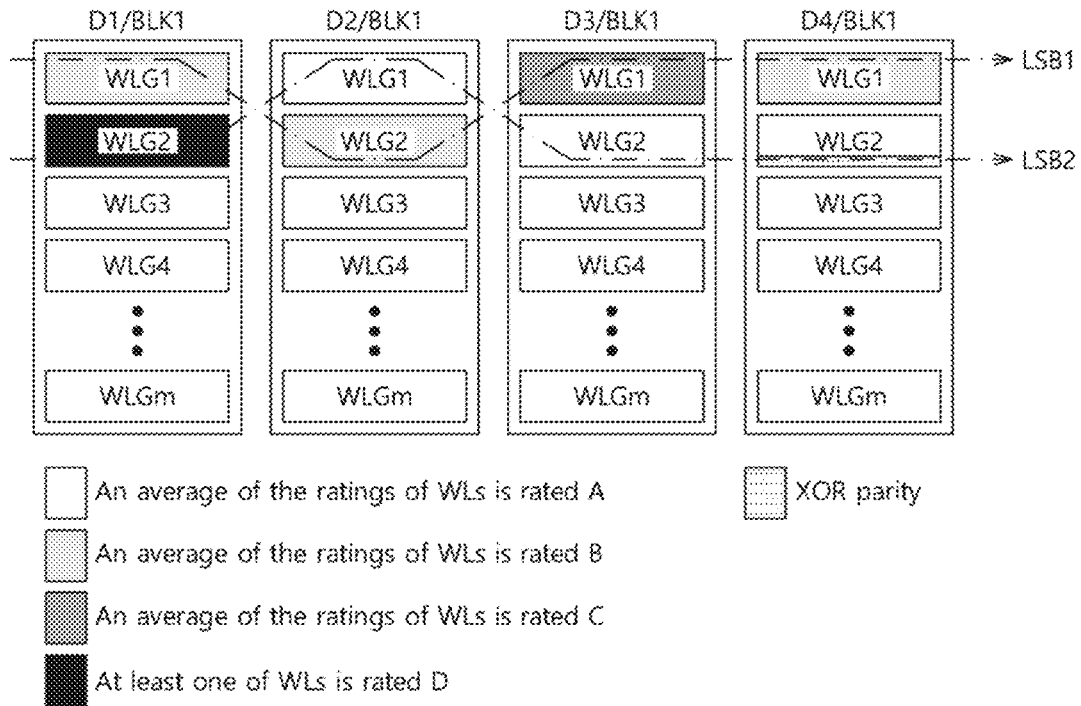 D1/BLK1 D2/BLK1 D3/BLK1 D4/BLK1
WLG1 WLG1 WLG1 WLG1 LSB1
WLG2 WLG2 WLG2 WLG2 LSB2
WLG3 WLG3 WLG3 WLG3
WLG4 WLG4 WLG4 WLG4
WLGm WLGm WLGm WLGm
An average of the ratings of WLs is rated A XOR parity
An average of the ratings of WLs is rated B
An average of the ratings of WLs is rated C
At least one of WLs is rated D